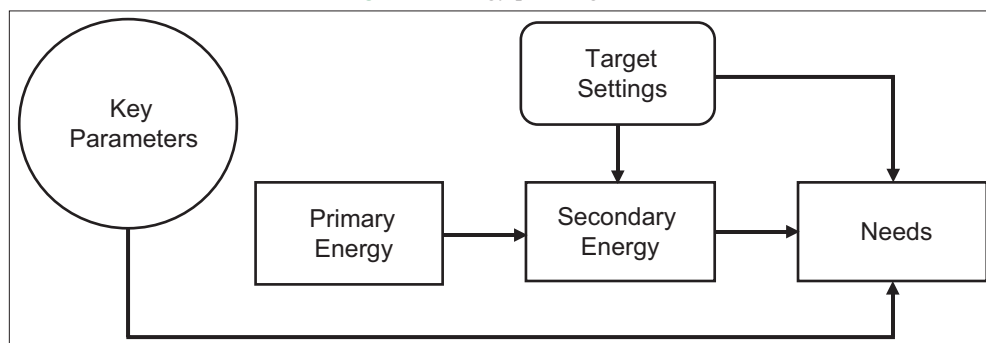 Key
Parameters
Target
Settings
Primary
Energy
Secondary
Energy
Needs